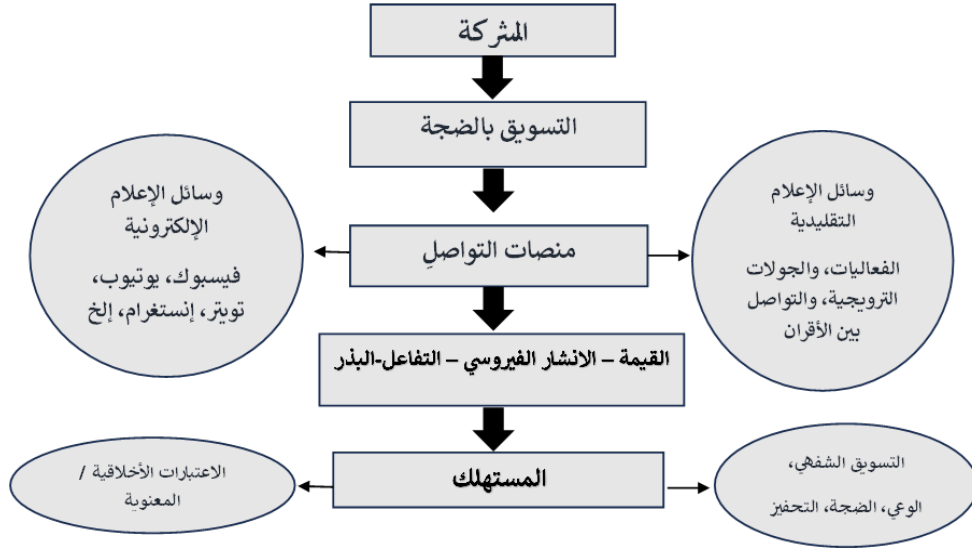 المثركة
التسويق بالضجة
وسائل الإعلام
التقليدية
الفعاليات، والجولات
الترويجية، والتواصل
بين الأقران
منصات التواصلِ
وسائل الإعلام
الإلكترونية
فيسبوك، يوتيوب،
تويتر، إنستغرام، إلخ
القيمة – الانشار الفيروسي – التفاعل-البذر
التسويق الشفهي،
الوعي، الضجة، التحفيز
المستهلك
الاعتبارات الأخلاقية /
المعنوية